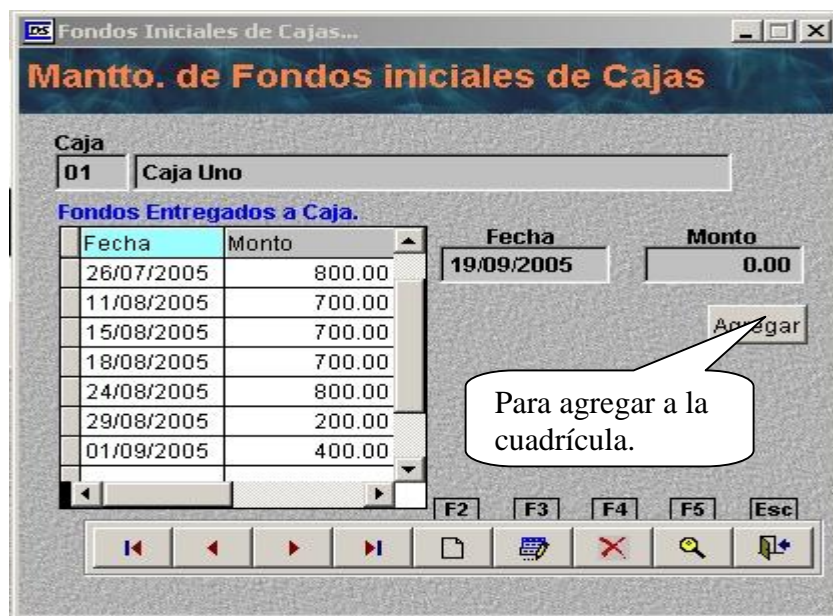 Fondos Iniciales de Cajas...
Mantto. de Fondos iniciales de Cajas
Caja
01 Caja Uno
Fondos Entregados a Caja.
Fecha Monto
26/07/2005 800.00
11/08/2005 700.00
15/08/2005 700.00
18/08/2005 700.00
24/08/2005 800.00
29/08/2005 200.00
01/09/2005 400.00
Fecha Monto
19/09/2005 0.00
Agregar
Para agregar a la
cuadrícula.
F2 F3 F4 F5 Esc